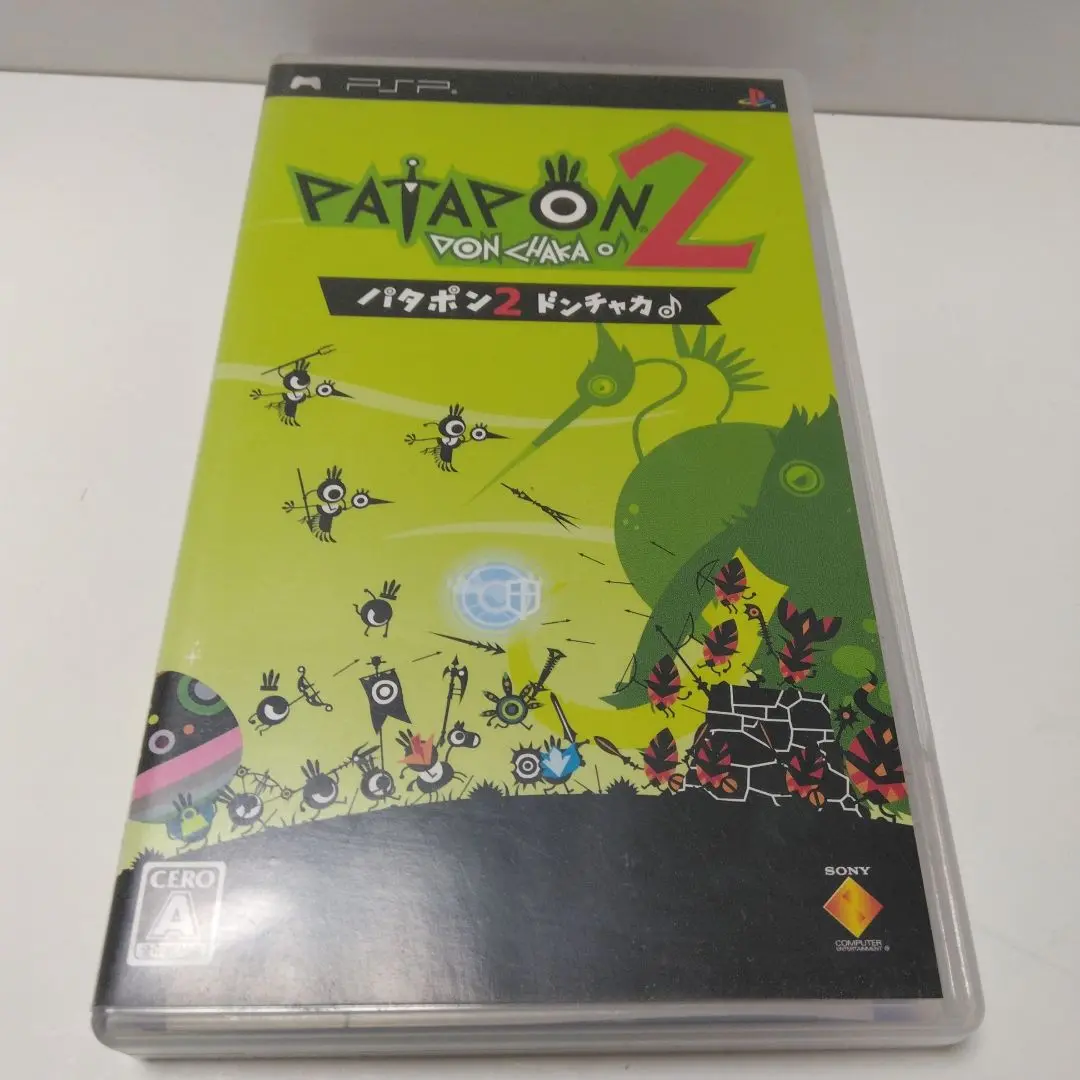 PSP
PATAPON 2
DON CHAKA♪
パタポン2 ドンチャカ♪
CERO
A
SONY
COMPUTER
ENTERTAINMENT